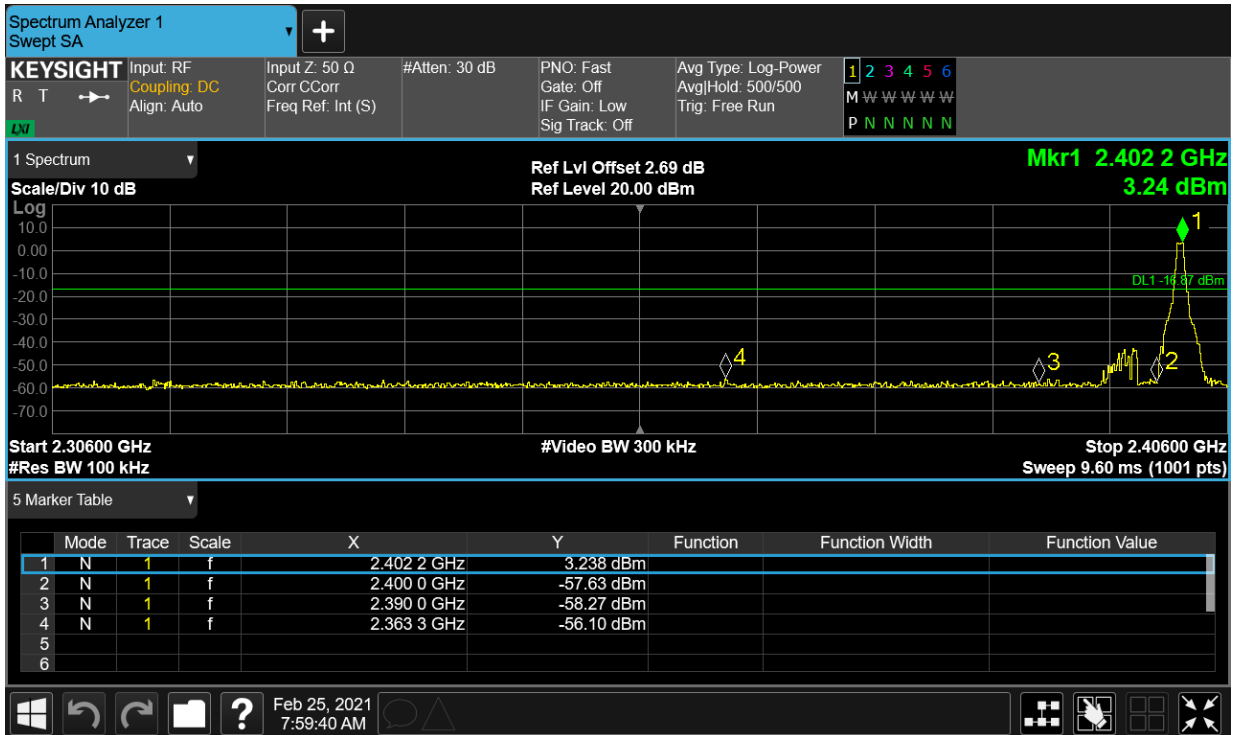 Spectrum Analyzer 1
Swept SA
KEYSIGHT
R T
LXI
Input: RF
Coupling: DC
Align: Auto
Input Z: 50 Ω
Corr CCorr
Freq Ref: Int (S)
#Atten: 30 dB
PNO: Fast
Gate: Off
IF Gain: Low
Sig Track: Off
Avg Type: Log-Power
Avg|Hold: 500/500
Trig: Free Run
1 2 3 4 5 6
M W W W W W
P N N N N N
1 Spectrum
Scale/Div 10 dB
Ref Lvl Offset 2.69 dB
Ref Level 20.00 dBm
Mkr1 2.402 2 GHz
3.24 dBm
Log
10.0
0.00
-10.0
-20.0
-30.0
-40.0
-50.0
-60.0
-70.0
1
DL1 -16.87 dBm
4
3
2
Start 2.30600 GHz
#Res BW 100 kHz
#Video BW 300 kHz
Stop 2.40600 GHz
Sweep 9.60 ms (1001 pts)
5 Marker Table
Mode Trace Scale X Y Function Function Width Function Value
1 N 1 f 2.402 2 GHz 3.238 dBm
2 N 1 f 2.400 0 GHz -57.63 dBm
3 N 1 f 2.390 0 GHz -58.27 dBm
4 N 1 f 2.363 3 GHz -56.10 dBm
5
6
?
Feb 25, 2021
7:59:40 AM